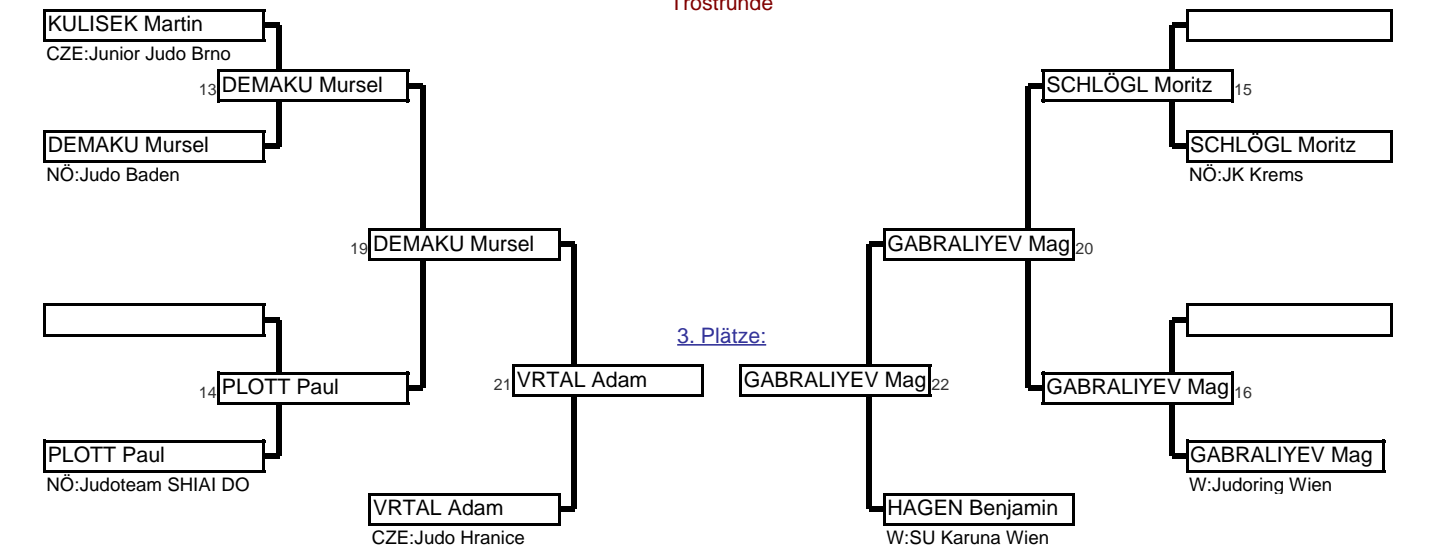 Trostrunde
KULISEK Martin
CZE:Junior Judo Brno
13 DEMAKU Mursel
DEMAKU Mursel
NÖ:Judo Baden
19 DEMAKU Mursel
14 PLOTT Paul
PLOTT Paul
NÖ:Judoteam SHIAI DO
3. Plätze:
21 VRTAL Adam
VRTAL Adam
CZE:Judo Hranice
GABRALIYEV Mag 22
HAGEN Benjamin
W:SU Karuna Wien
GABRALIYEV Mag 20
SCHLÖGL Moritz 15
SCHLÖGL Moritz
NÖ:JK Krems
GABRALIYEV Mag 16
GABRALIYEV Mag
W:Judoring Wien